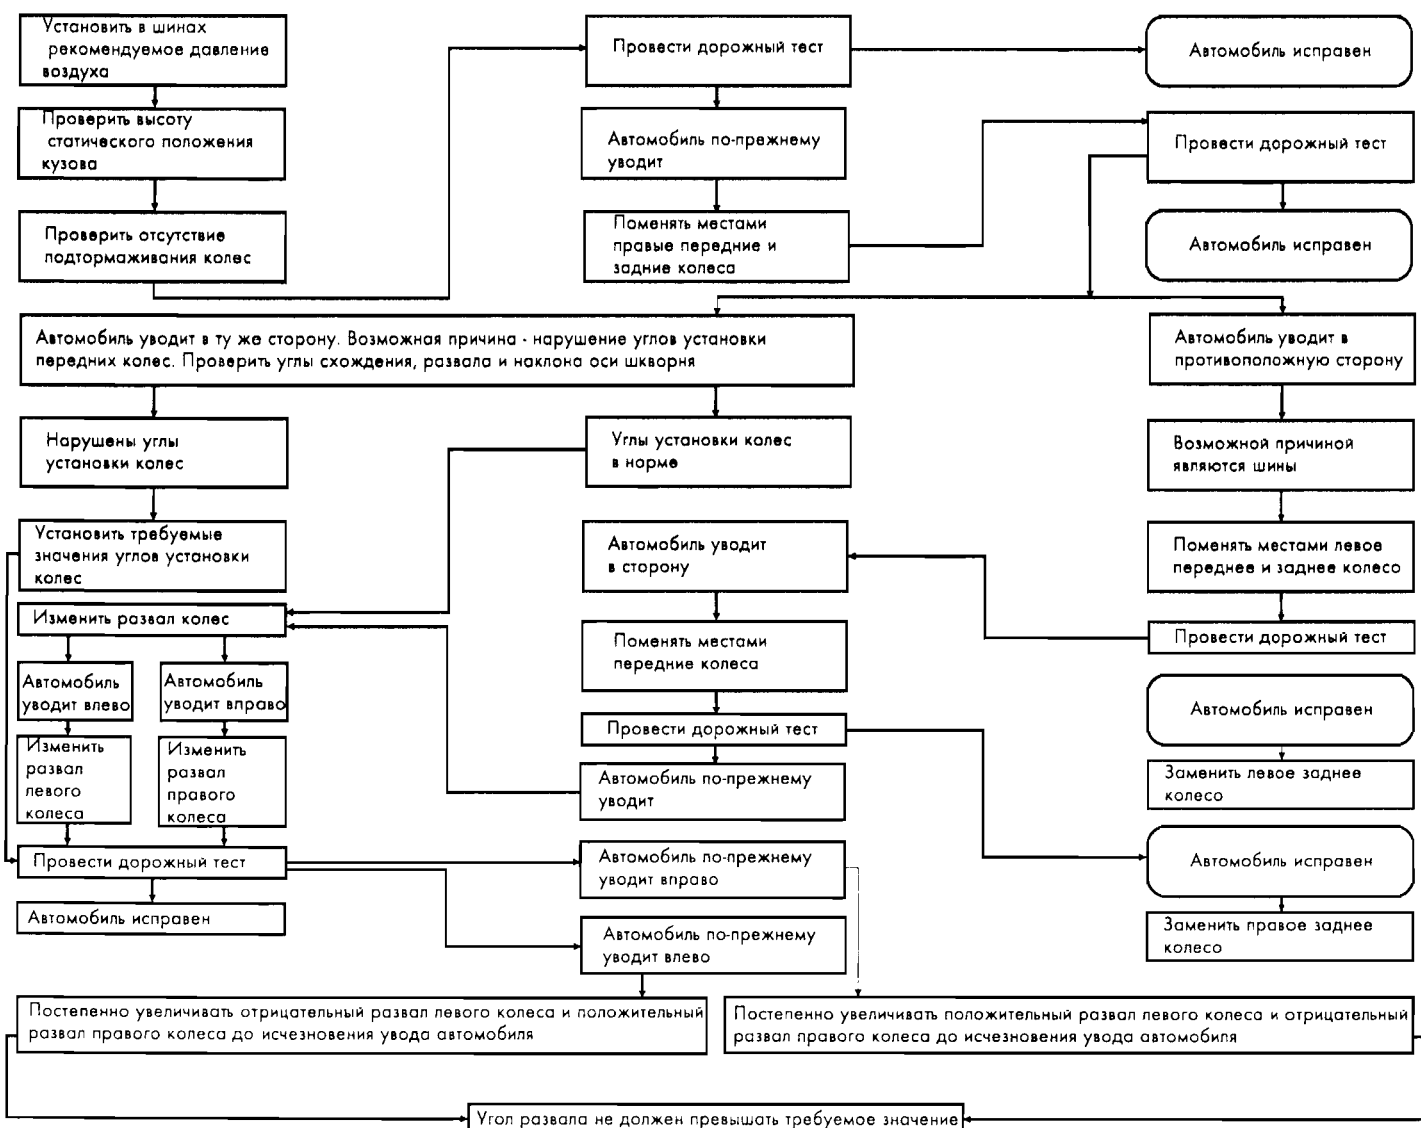 Установить в шинах
рекомендуемое давление
воздуха
Проверить высоту
статического положения
кузова
Проверить отсутствие
подтормаживания колес
Провести дорожный тест
Автомобиль по-прежнему
уводит
Поменять местами
правые передние и
задние колеса
Автомобиль исправен
Провести дорожный тест
Автомобиль исправен
Автомобиль уводит в ту же сторону. Возможная причина - нарушение углов установки
передних колес. Проверить углы схождения, развала и наклона оси шкворня
Автомобиль уводит в
противоположную сторону
Нарушены углы
установки колес
Углы установки колес
в норме
Возможной причиной
являются шины
Установить требуемые
значения углов установки
колес
Автомобиль уводит
в сторону
Поменять местами левое
переднее и заднее колесо
Изменить развал колес
Поменять местами
передние колеса
Провести дорожный тест
Автомобиль
уводит влево
Автомобиль
уводит вправо
Провести дорожный тест
Автомобиль исправен
Изменить
развал
левого
колеса
Изменить
развал
правого
колеса
Автомобиль по-прежнему
уводит
Заменить левое заднее
колесо
Провести дорожный тест
Автомобиль по-прежнему
уводит вправо
Автомобиль исправен
Автомобиль исправен
Автомобиль по-прежнему
уводит влево
Заменить правое заднее
колесо
Постепенно увеличивать отрицательный развал левого колеса и положительный
развал правого колеса до исчезновения увода автомобиля
Постепенно увеличивать положительный развал левого колеса и отрицательный
развал правого колеса до исчезновения увода автомобиля
Угол развала не должен превышать требуемое значение